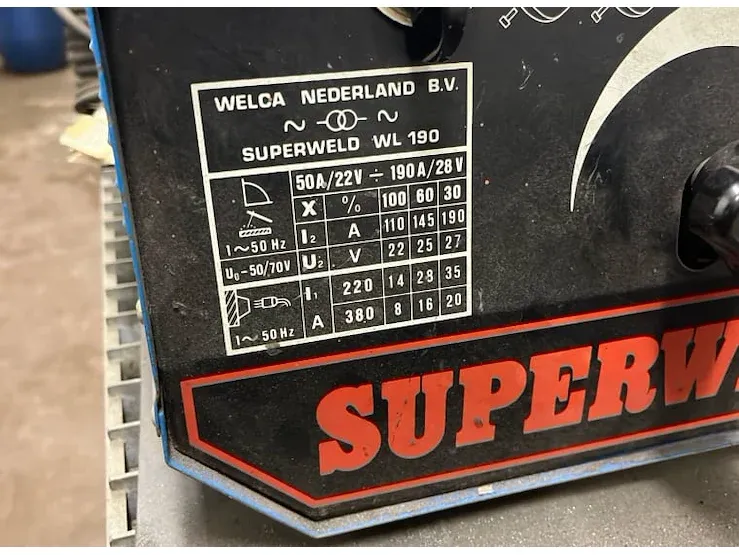 WELCA NEDERLAND B.V.
SUPERWELD WL 190
50A/22V ÷ 190A/28V
X % 100 60 30
I₂ A 110 145 190
1~50 Hz
U₂ V 22 25 27
U₀-50/70V
I₁ 220 14 28 35
A 380 8 16 20
1~ 50 Hz
SUPERW